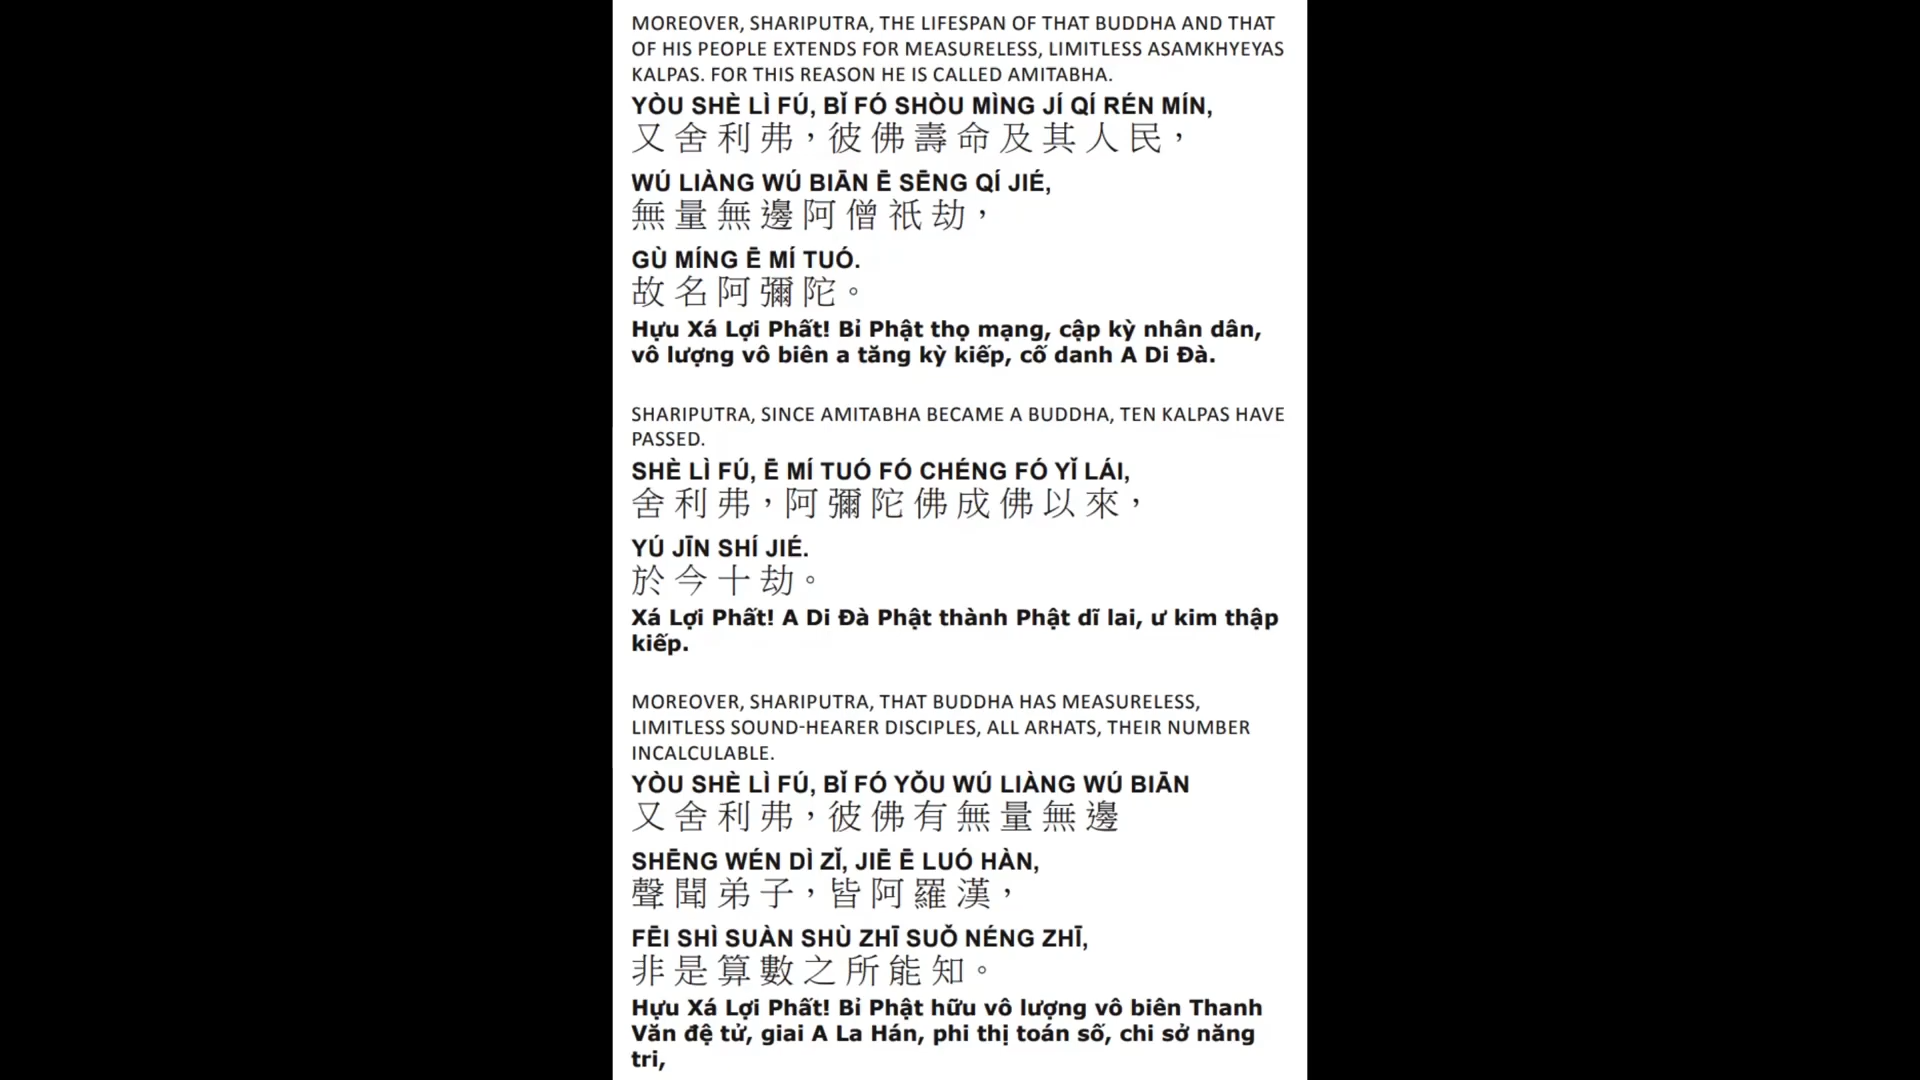 MOREOVER, SHARIPUTRA, THE LIFESPAN OF THAT BUDDHA AND THAT
OF HIS PEOPLE EXTENDS FOR MEASURELESS, LIMITLESS ASAMKHYEYAS
KALPAS. FOR THIS REASON HE IS CALLED AMITABHA.
YÒU SHÈ LÌ FÚ, BǏ FÓ SHÒU MÌNG JÍ QÍ RÉN MÍN,
又舍利弗，彼佛壽命及其人民，
WÚ LIÀNG WÚ BIĀN Ē SĒNG QÍ JIÉ,
無量無邊阿僧祇劫，
GÙ MÍNG Ē MÍ TUÓ.
故名阿彌陀。
Hựu Xá Lợi Phất! Bỉ Phật thọ mạng, cập kỳ nhân dân,
vô lượng vô biên a tăng kỳ kiếp, cố danh A Di Đà.
SHARIPUTRA, SINCE AMITABHA BECAME A BUDDHA, TEN KALPAS HAVE
PASSED.
SHÈ LÌ FÚ, Ē MÍ TUÓ FÓ CHÉNG FÓ YǏ LÁI,
舍利弗，阿彌陀佛成佛以來，
YÚ JĪN SHÍ JIÉ.
於今十劫。
Xá Lợi Phất! A Di Đà Phật thành Phật dĩ lai, ư kim thập
kiếp.
MOREOVER, SHARIPUTRA, THAT BUDDHA HAS MEASURELESS,
LIMITLESS SOUND-HEARER DISCIPLES, ALL ARHATS, THEIR NUMBER
INCALCULABLE.
YÒU SHÈ LÌ FÚ, BǏ FÓ YǑU WÚ LIÀNG WÚ BIĀN
又舍利弗，彼佛有無量無邊
SHĒNG WÉN DÌ ZǏ, JIĒ Ē LUÓ HÀN,
聲聞弟子，皆阿羅漢，
FĒI SHÌ SUÀN SHÙ ZHĪ SUǑ NÉNG ZHĪ,
非是算數之所能知。
Hựu Xá Lợi Phất! Bỉ Phật hữu vô lượng vô biên Thanh
Văn đệ tử, giai A La Hán, phi thị toán số, chi sở năng
tri,